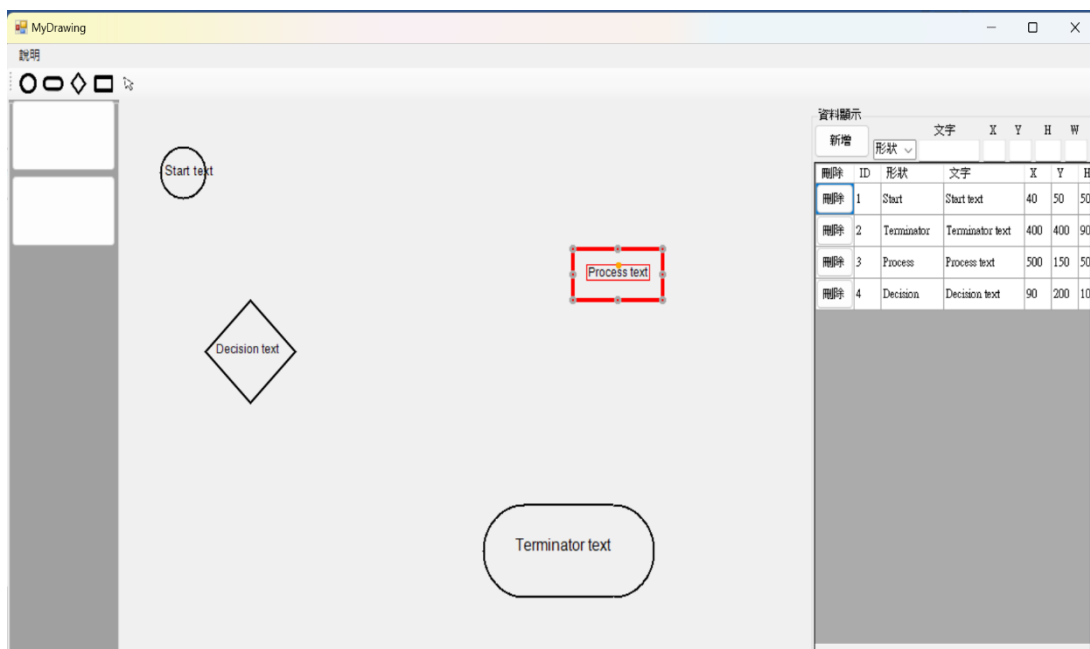 MyDrawing
說明
資料顯示
新增
文字 X Y H W
形狀
刪除 ID 形狀 文字 X Y H
刪除 1 Start Start text 40 50 50
刪除 2 Terminator Terminator text 400 400 90
刪除 3 Process Process text 500 150 50
刪除 4 Decision Decision text 90 200 10
Start text
Process text
Decision text
Terminator text